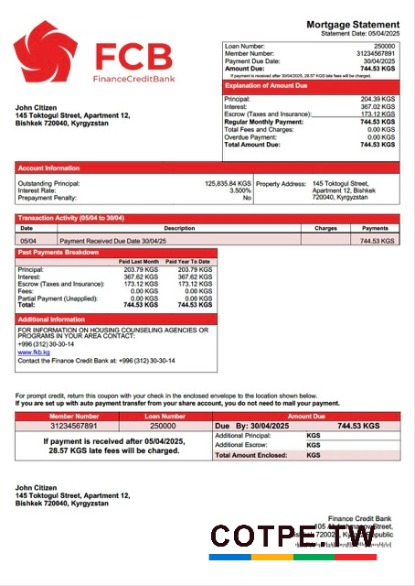 Mortgage Statement
Statement Date: 05/04/2025
FCB
FinanceCreditBank
Loan Number: 250000
Member Number: 31234567891
Payment Due Date: 30/04/2025
Amount Due: 744.53 KGS
If payment is received after 30/04/2025, 28.57 KGS late fees will be charged.
Explanation of Amount Due
Principal: 204.39 KGS
Interest: 367.02 KGS
Escrow (Taxes and Insurance): 173.12 KGS
Regular Monthly Payment: 744.53 KGS
Total Fees and Charges: 0.00 KGS
Overdue Payment: 0.00 KGS
Total Amount Due: 744.53 KGS
John Citizen
145 Toktogul Street, Apartment 12,
Bishkek 720040, Kyrgyzstan
Account Information
Outstanding Principal: 125,835.84 KGS
Interest Rate: 3.500%
Prepayment Penalty: No
Property Address: 145 Toktogul Street,
Apartment 12, Bishkek
720040, Kyrgyzstan
Transaction Activity (05/04 to 30/04)
Date Description Charges Payments
05/04 Payment Received Due Date 30/04/25 744.53 KGS
Past Payments Breakdown
Paid Last Month Paid Year To Date
Principal: 203.79 KGS 203.79 KGS
Interest: 367.62 KGS 367.62 KGS
Escrow (Taxes and Insurance): 173.12 KGS 173.12 KGS
Fees: 0.00 KGS 0.00 KGS
Partial Payment (Unapplied): 0.00 KGS 0.00 KGS
Total: 744.53 KGS 744.53 KGS
Additional Information
FOR INFORMATION ON HOUSING COUNSELING AGENCIES OR
PROGRAMS IN YOUR AREA CONTACT:
+996 (312) 30-30-14
www.fkb.kg
Contact the Finance Credit Bank at: +996 (312) 30-30-14
For prompt credit, return this coupon with your check in the enclosed envelope to the location shown below.
If you are set up with auto payment transfer from your share account, you do not need to mail your payment.
Member Number Loan Number Amount Due
31234567891 250000 Due By: 30/04/2025 744.53 KGS
If payment is received after 05/04/2025,
28.57 KGS late fees will be charged.
Additional Principal: KGS
Additional Escrow: KGS
Total Amount Enclosed: KGS
John Citizen
145 Toktogul Street, Apartment 12,
Bishkek 720040, Kyrgyzstan
Finance Credit Bank
COTPE.TW